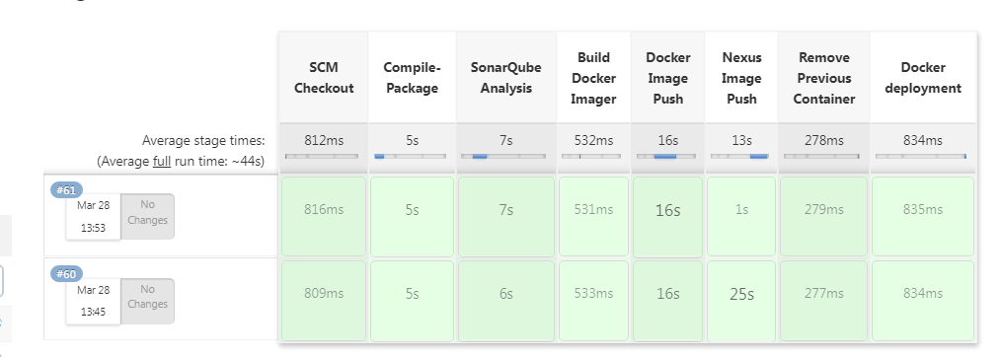 SCM
Checkout
Compile-
Package
SonarQube
Analysis
Build
Docker
Imager
Docker
Image
Push
Nexus
Image
Push
Remove
Previous
Container
Docker
deployment
Average stage times:
(Average full run time: ~44s)
812ms
5s
7s
532ms
16s
13s
278ms
834ms
#61
Mar 28
13:53
No
Changes
816ms
5s
7s
531ms
16s
1s
279ms
835ms
#60
Mar 28
13:45
No
Changes
809ms
5s
6s
533ms
16s
25s
277ms
834ms